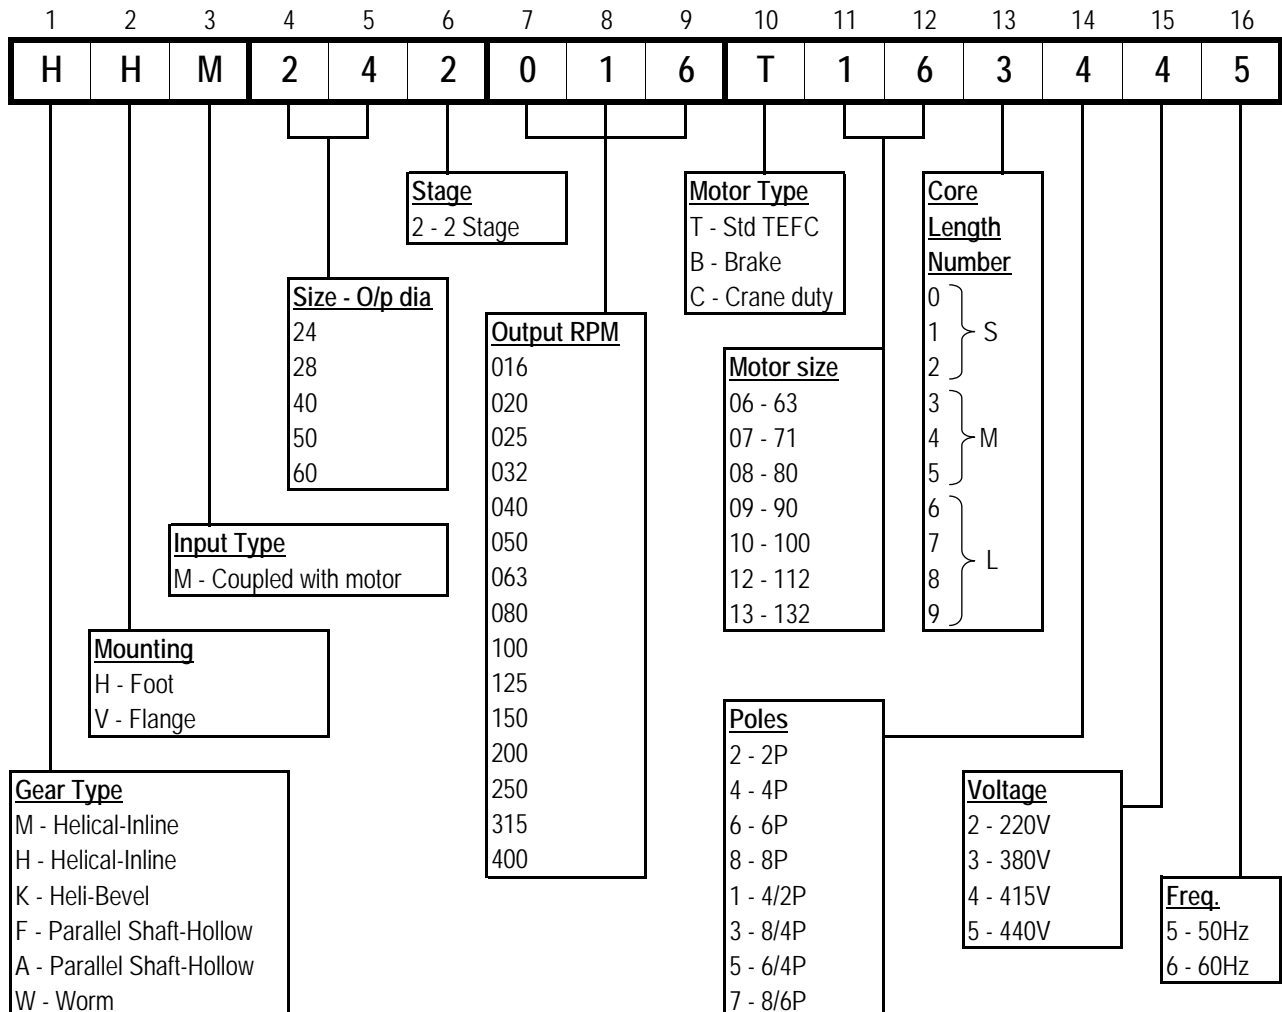 1 2 3 4 5 6 7 8 9 10 11 12 13 14 15 16
H H M 2 4 2 0 1 6 T 1 6 3 4 4 5
Stage
2 - 2 Stage
Motor Type
T - Std TEFC
B - Brake
C - Crane duty
Core
Length
Number
0
1
2
S
3
4
5
M
6
7
8
9
L
Size - O/p dia
24
28
40
50
60
Output RPM
016
020
025
032
040
050
063
080
100
125
150
200
250
315
400
Motor size
06 - 63
07 - 71
08 - 80
09 - 90
10 - 100
12 - 112
13 - 132
Input Type
M - Coupled with motor
Mounting
H - Foot
V - Flange
Poles
2 - 2P
4 - 4P
6 - 6P
8 - 8P
1 - 4/2P
3 - 8/4P
5 - 6/4P
7 - 8/6P
Gear Type
M - Helical-Inline
H - Helical-Inline
K - Heli-Bevel
F - Parallel Shaft-Hollow
A - Parallel Shaft-Hollow
W - Worm
Voltage
2 - 220V
3 - 380V
4 - 415V
5 - 440V
Freq.
5 - 50Hz
6 - 60Hz